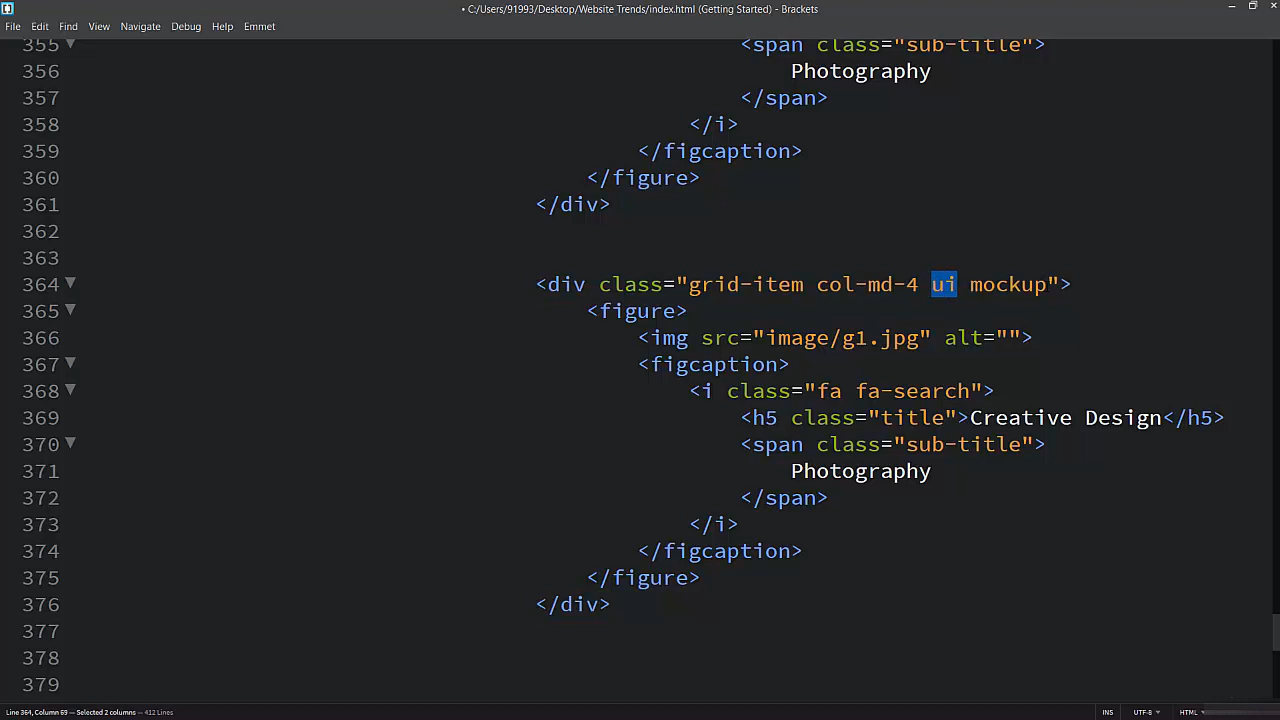 • C:/Users/91993/Desktop/Website Trends/index.html (Getting Started) - Brackets
File Edit Find View Navigate Debug Help Emmet
355 <span class="sub-title">
356 Photography
357 </span>
358 </i>
359 </figcaption>
360 </figure>
361 </div>
362
363
364 <div class="grid-item col-md-4 ui mockup">
365 <figure>
366 <img src="image/g1.jpg" alt="">
367 <figcaption>
368 <i class="fa fa-search">
369 <h5 class="title">Creative Design</h5>
370 <span class="sub-title">
371 Photography
372 </span>
373 </i>
374 </figcaption>
375 </figure>
376 </div>
377
378
379
Line 364, Column 69 — Selected 2 columns — 412 Lines INS UTF-8 HTML